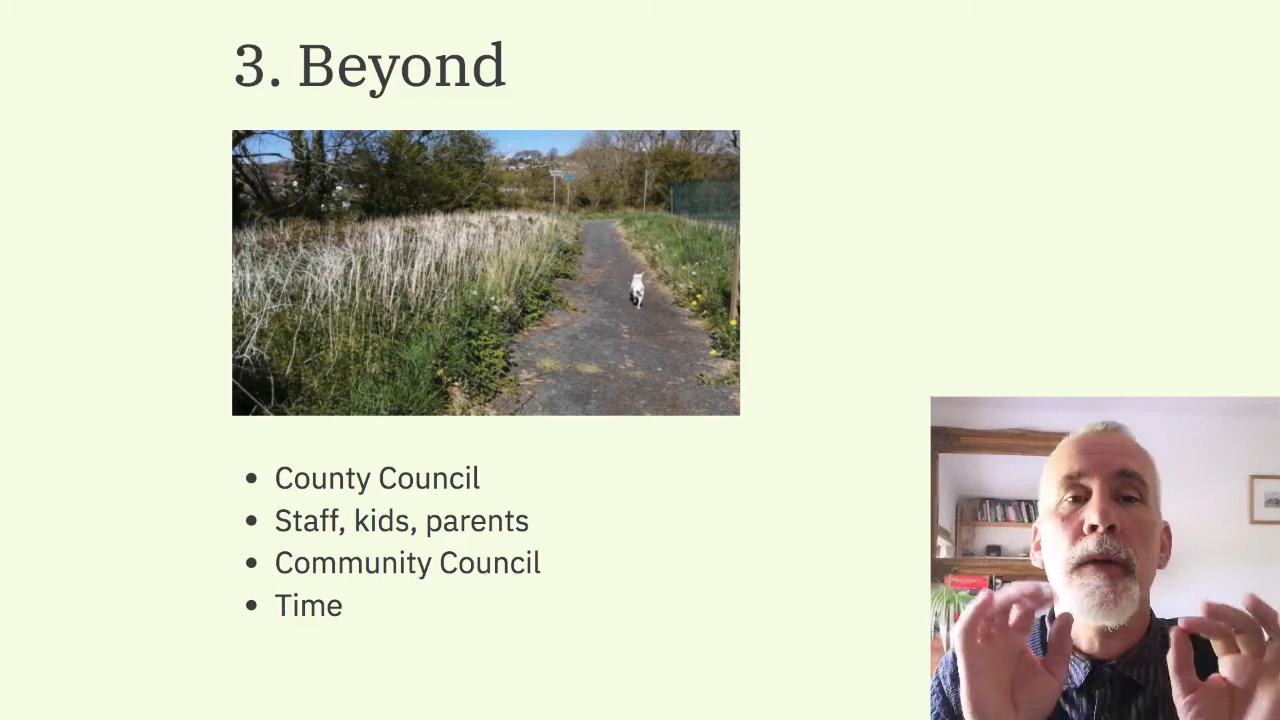 3. Beyond
County Council
Staff, kids, parents
Community Council
Time